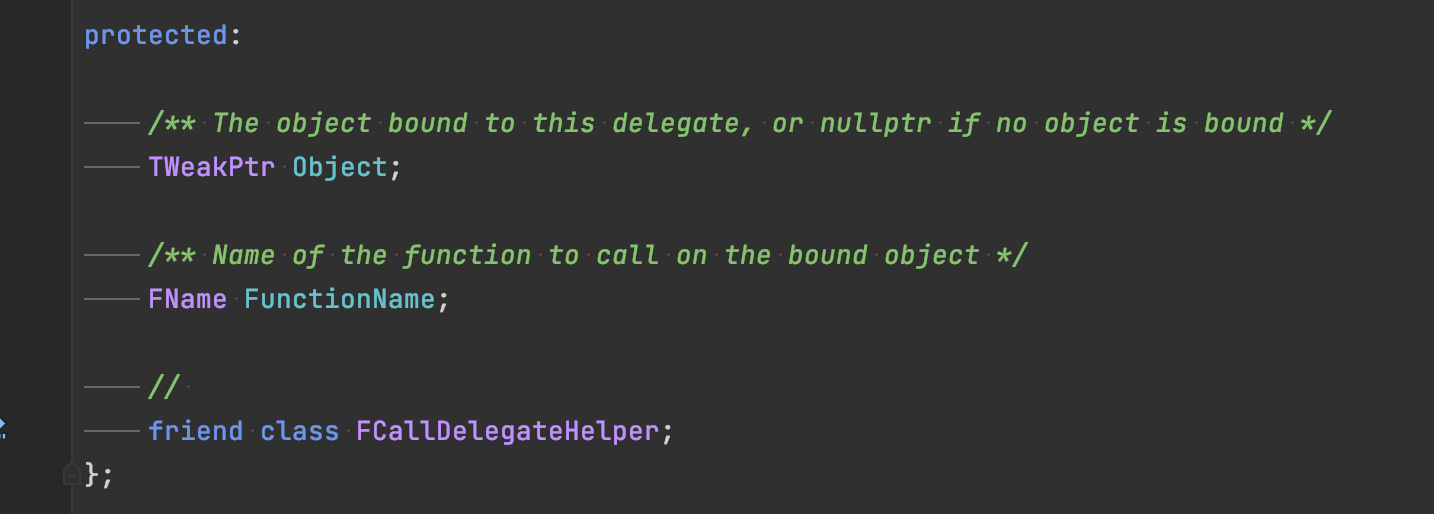 protected:
/** The object bound to this delegate, or nullptr if no object is bound */
TWeakPtr Object;
/** Name of the function to call on the bound object */
FName FunctionName;
//
friend class FCallDelegateHelper;
};